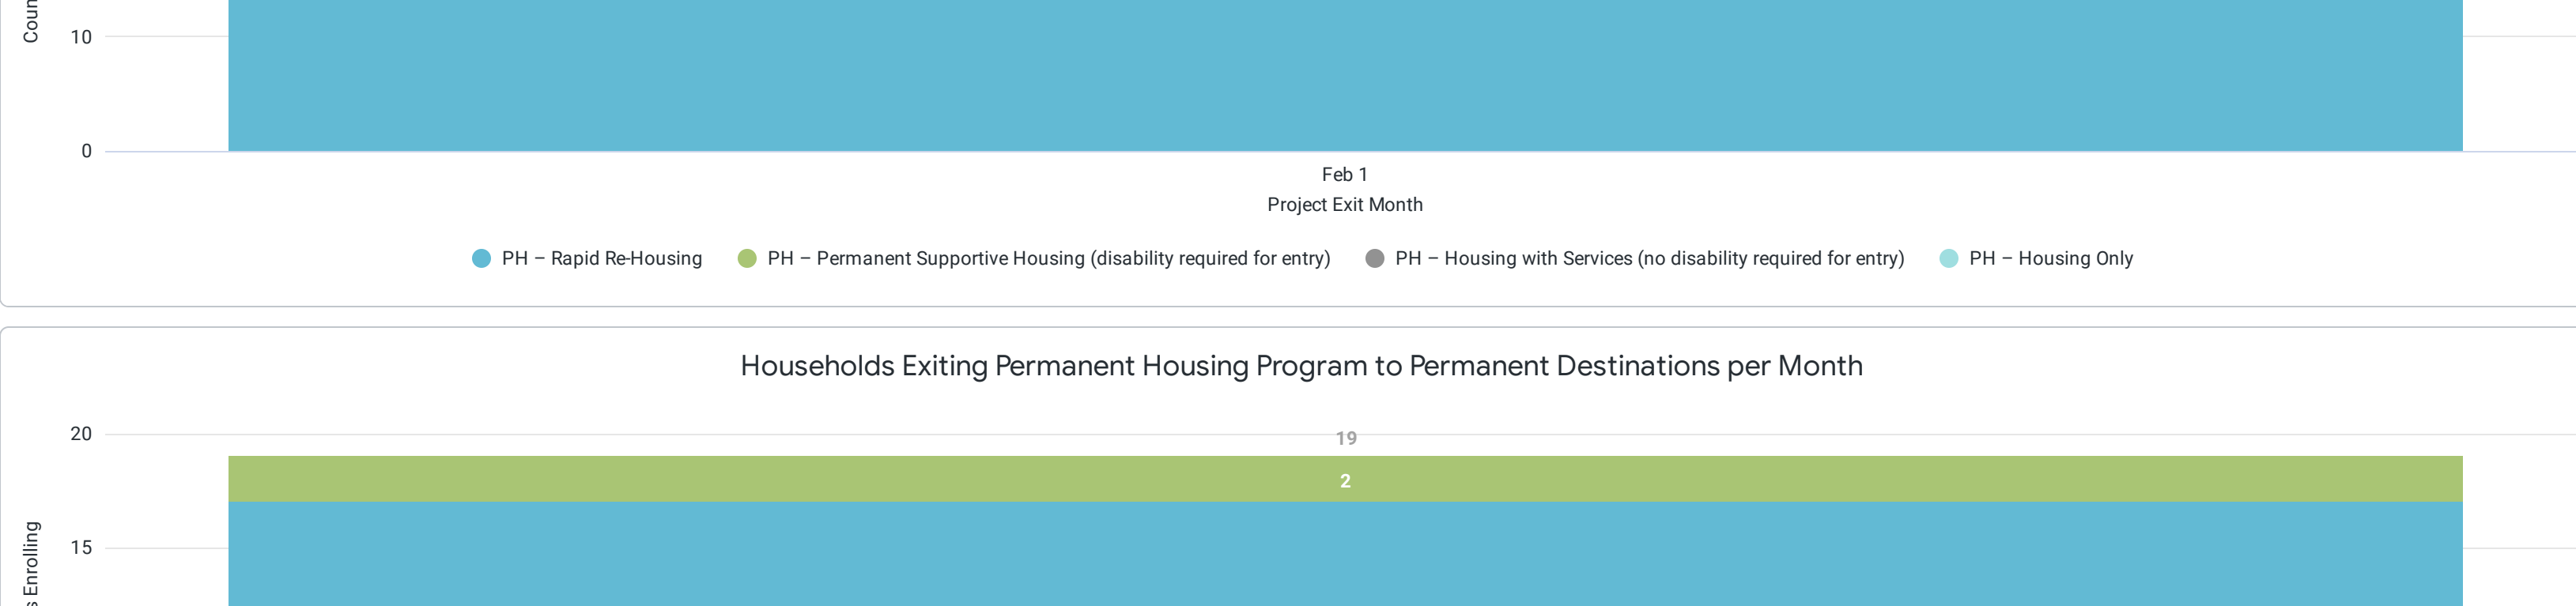 10
0
Feb 1
Project Exit Month
PH – Rapid Re-Housing PH – Permanent Supportive Housing (disability required for entry) PH – Housing with Services (no disability required for entry) PH – Housing Only
Households Exiting Permanent Housing Program to Permanent Destinations per Month
20
19
2
15
Enrolling